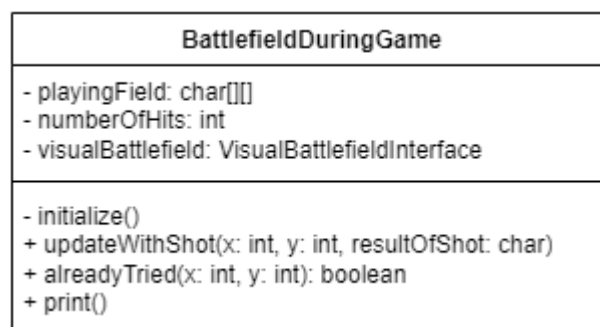 BattlefieldDuringGame
- playingField: char[][]
- numberOfHits: int
- visualBattlefield: VisualBattlefieldInterface
- initialize()
+ updateWithShot(x: int, y: int, resultOfShot: char)
+ alreadyTried(x: int, y: int): boolean
+ print()